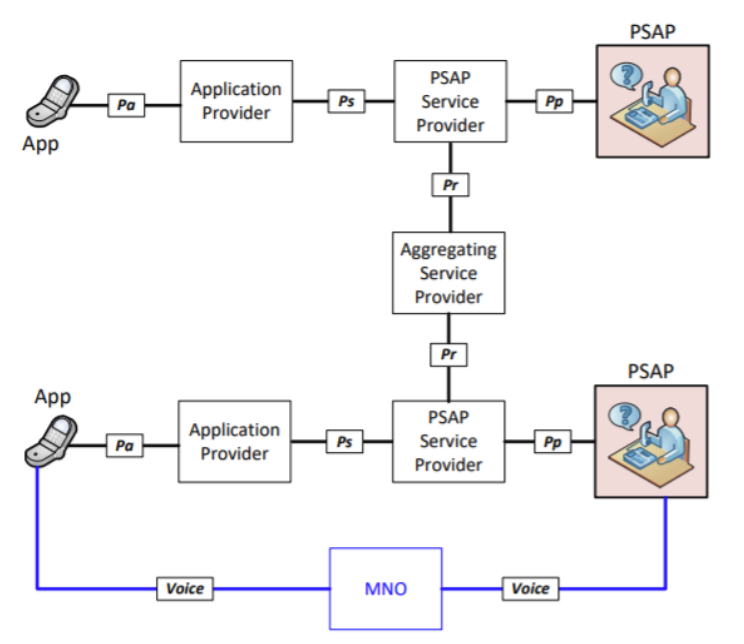 PSAP
Application
Provider
PSAP
Service
Provider
Pa
Ps
Pp
App
Pr
Aggregating
Service
Provider
Pr
PSAP
App
Application
Provider
PSAP
Service
Provider
Pa
Ps
Pp
Voice
MNO
Voice